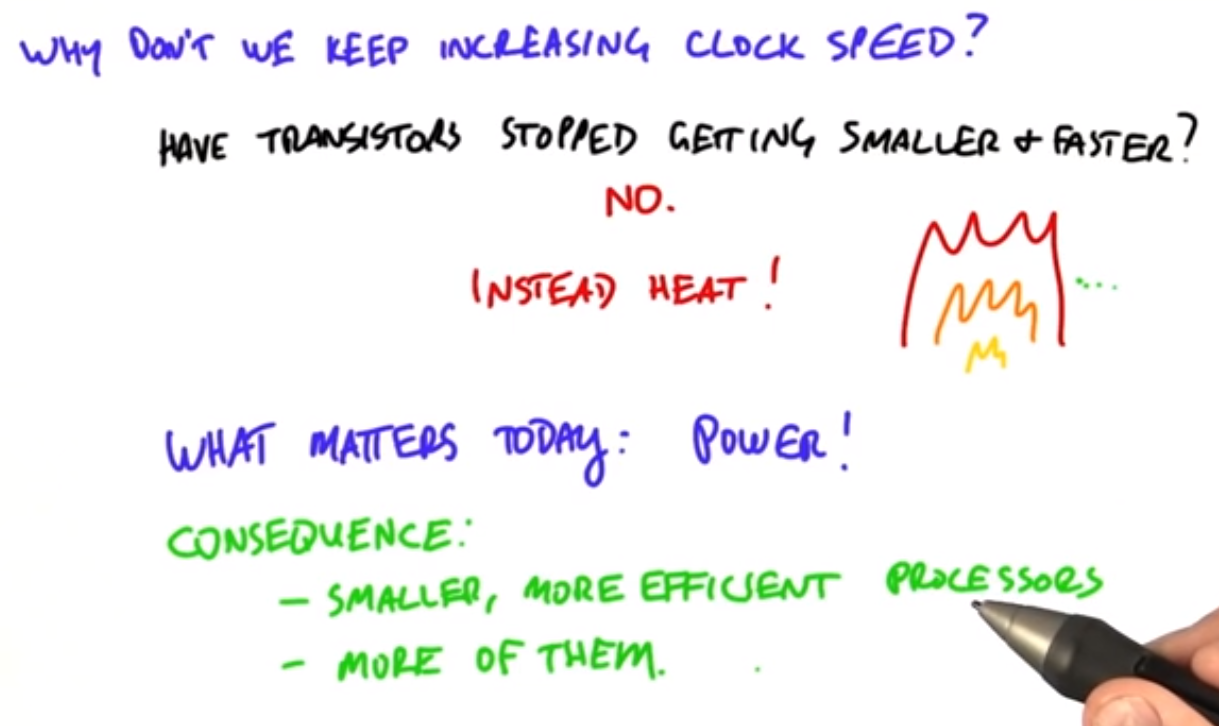 WHY DON'T WE KEEP INCREASING CLOCK SPEED?
HAVE TRANSISTORS STOPPED GETTING SMALLER + FASTER?
NO.
INSTEAD HEAT!
WHAT MATTERS TODAY: POWER!
CONSEQUENCE:
- SMALLER, MORE EFFICIENT PROCESSORS
- MORE OF THEM.